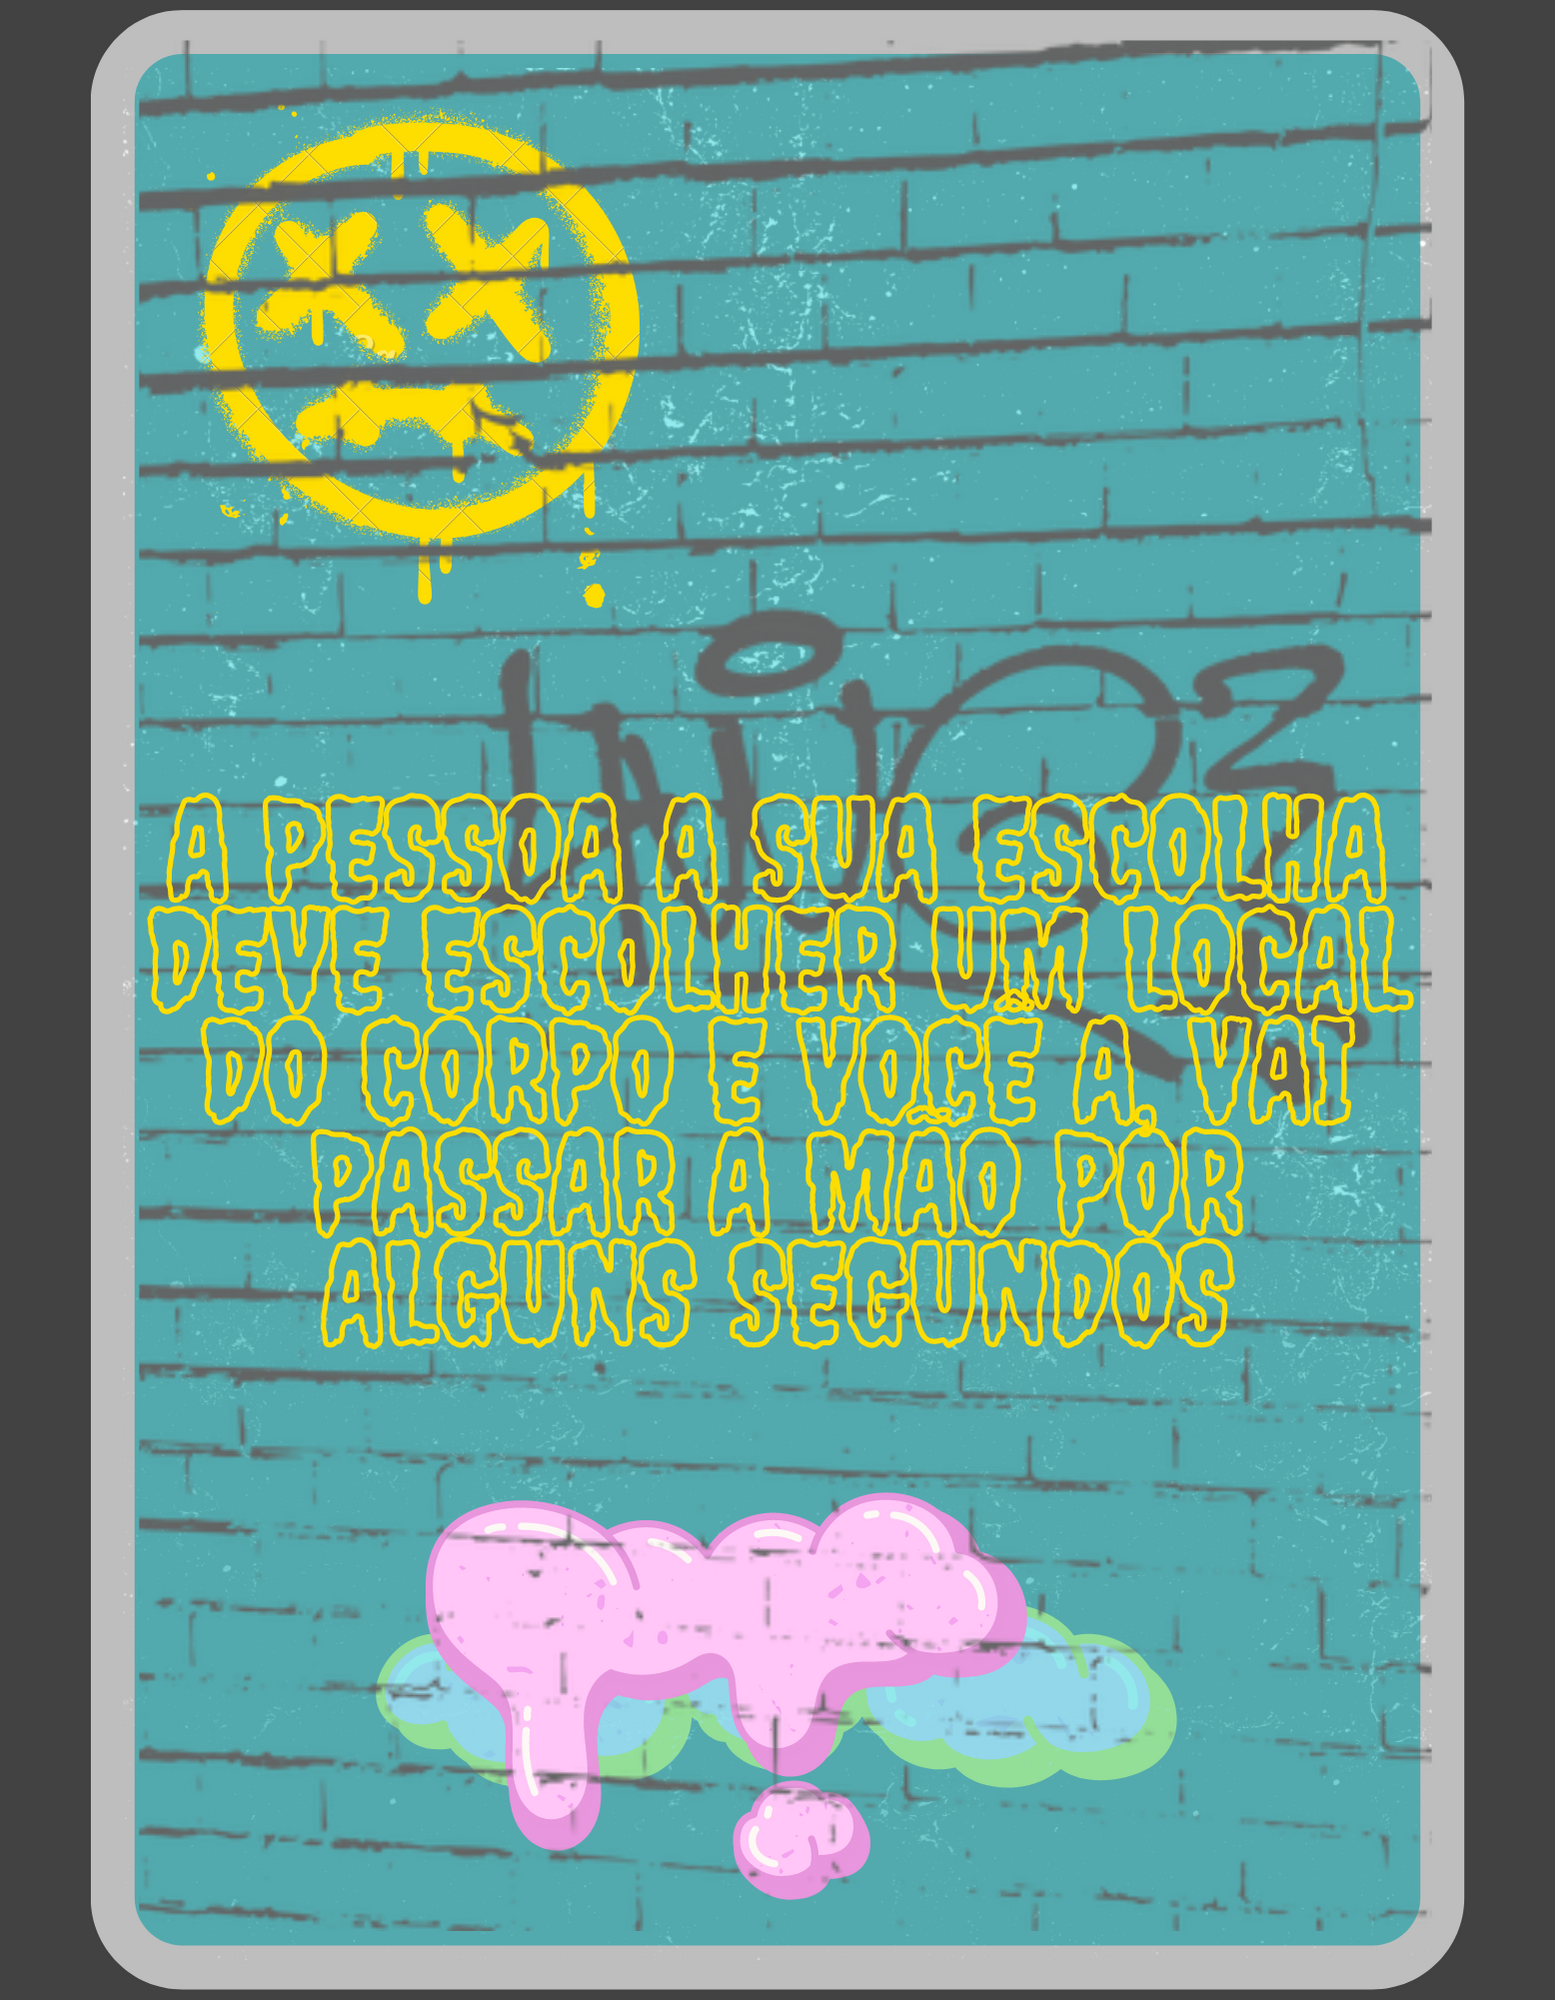 A PESSOA A SUA ESCOLHA
DEVE ESCOLHER UM LOCAL
DO CORPO E VOCÊ A, VAI
PASSAR A MÃO POR
ALGUNS SEGUNDOS